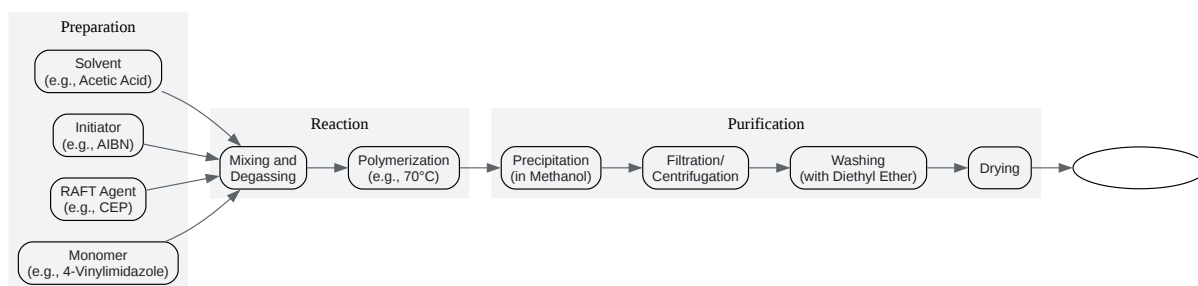 Preparation
Solvent
(e.g., Acetic Acid)
Initiator
(e.g., AIBN)
RAFT Agent
(e.g., CEP)
Monomer
(e.g., 4-Vinylimidazole)
Reaction
Mixing and
Degassing
Polymerization
(e.g., 70°C)
Purification
Precipitation
(in Methanol)
Filtration/
Centrifugation
Washing
(with Diethyl Ether)
Drying